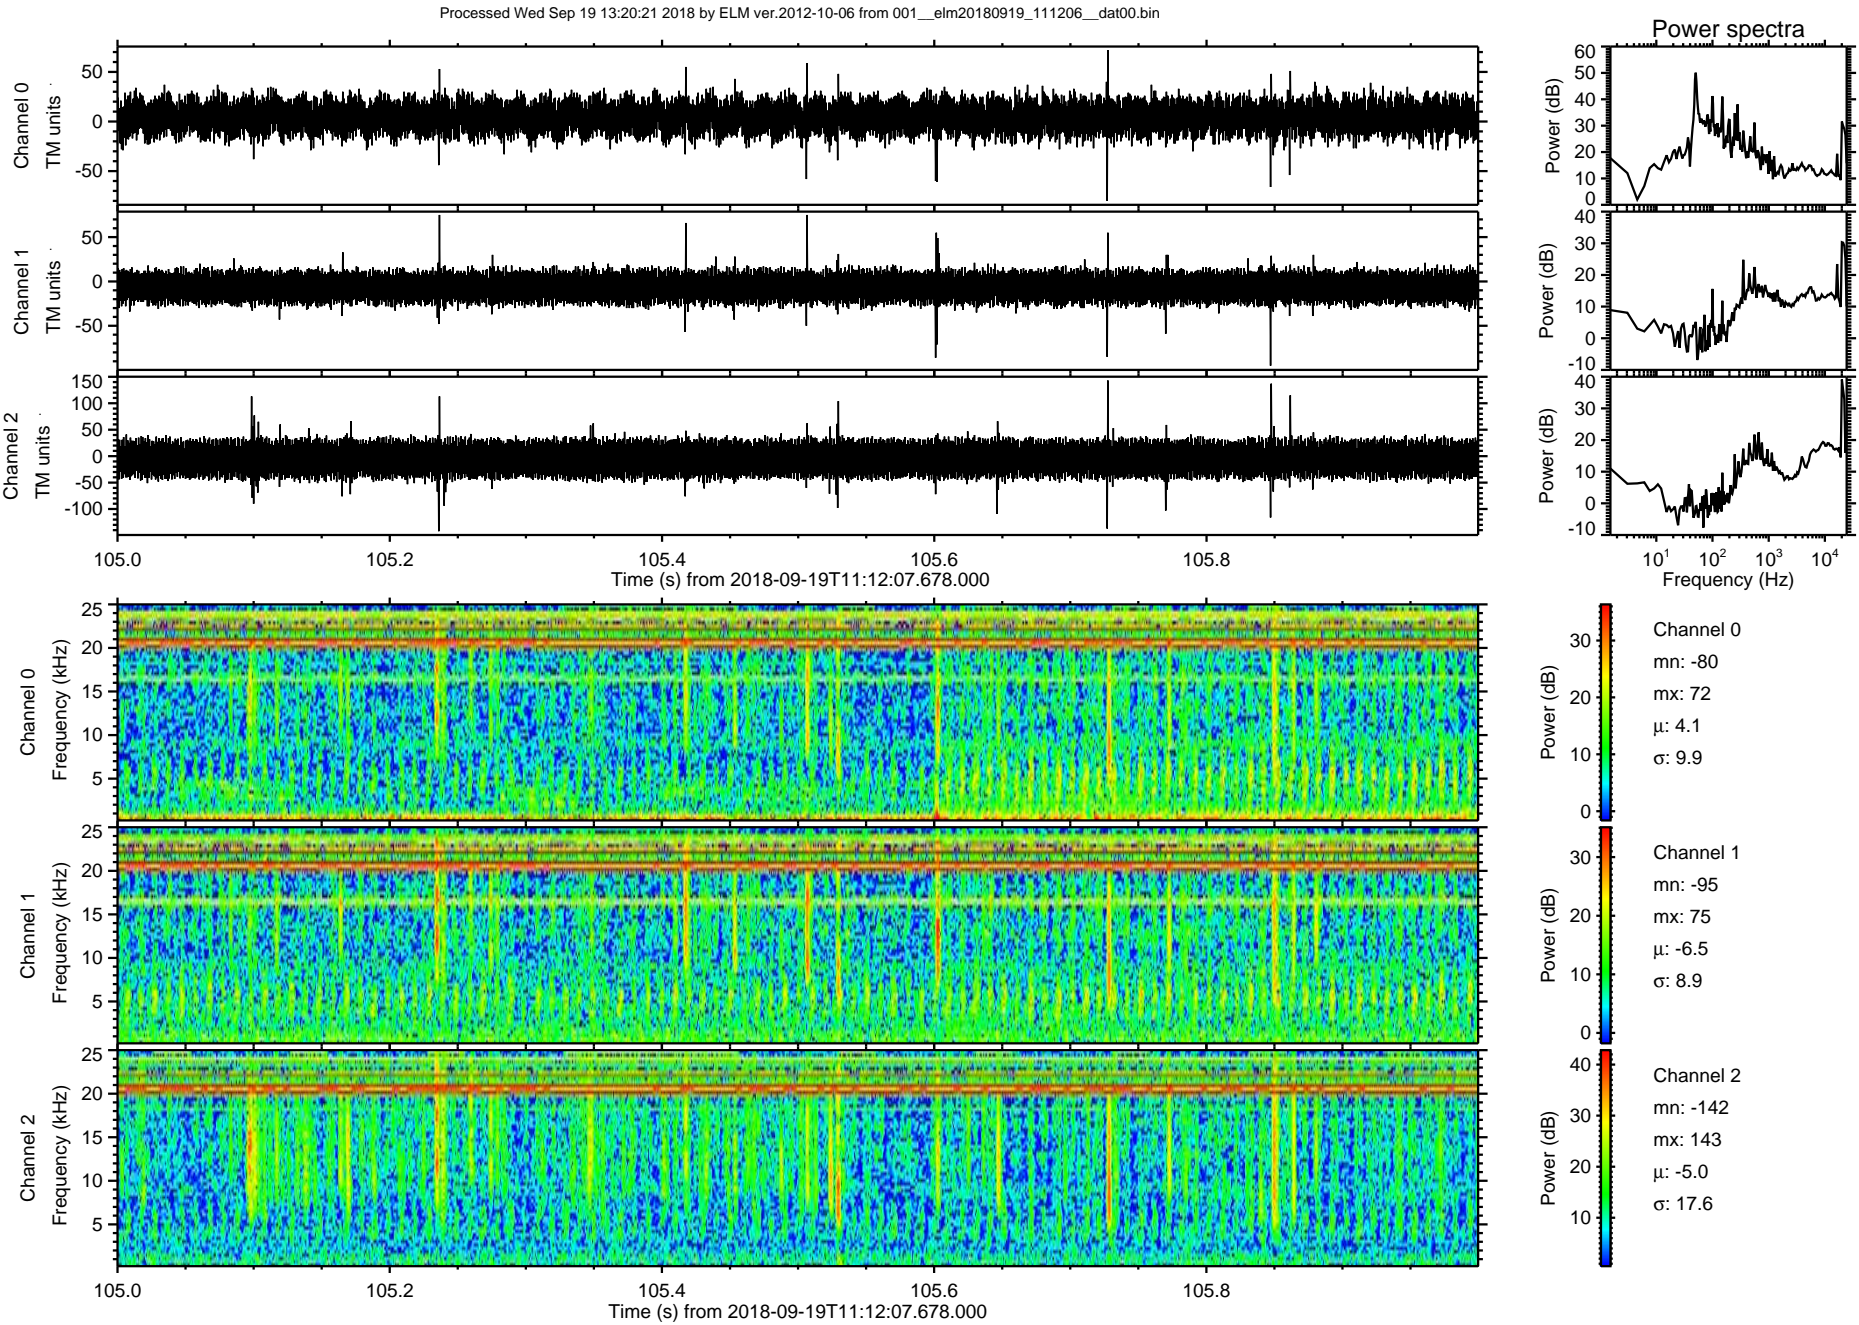 Processed Wed Sep 19 13:20:21 2018 by ELM ver.2012-10-06 from 001__elm20180919_111206__dat00.bin
Power spectra
Channel 0
TM units
50
0
-50
Power (dB)
60
50
40
30
20
10
0
Channel 1
TM units
50
0
-50
Power (dB)
40
30
20
10
0
-10
Channel 2
TM units
150
100
50
0
-50
-100
Power (dB)
40
30
20
10
0
-10
105.0 105.2 105.4 105.6 105.8
Time (s) from 2018-09-19T11:12:07.678.000
10¹ 10² 10³ 10⁴
Frequency (Hz)
Channel 0
Frequency (kHz)
25
20
15
10
5
Power (dB)
30
20
10
0
Channel 0
mn: -80
mx: 72
µ: 4.1
σ: 9.9
Channel 1
Frequency (kHz)
25
20
15
10
5
Power (dB)
30
20
10
0
Channel 1
mn: -95
mx: 75
µ: -6.5
σ: 8.9
Channel 2
Frequency (kHz)
25
20
15
10
5
Power (dB)
40
30
20
10
Channel 2
mn: -142
mx: 143
µ: -5.0
σ: 17.6
105.0 105.2 105.4 105.6 105.8
Time (s) from 2018-09-19T11:12:07.678.000